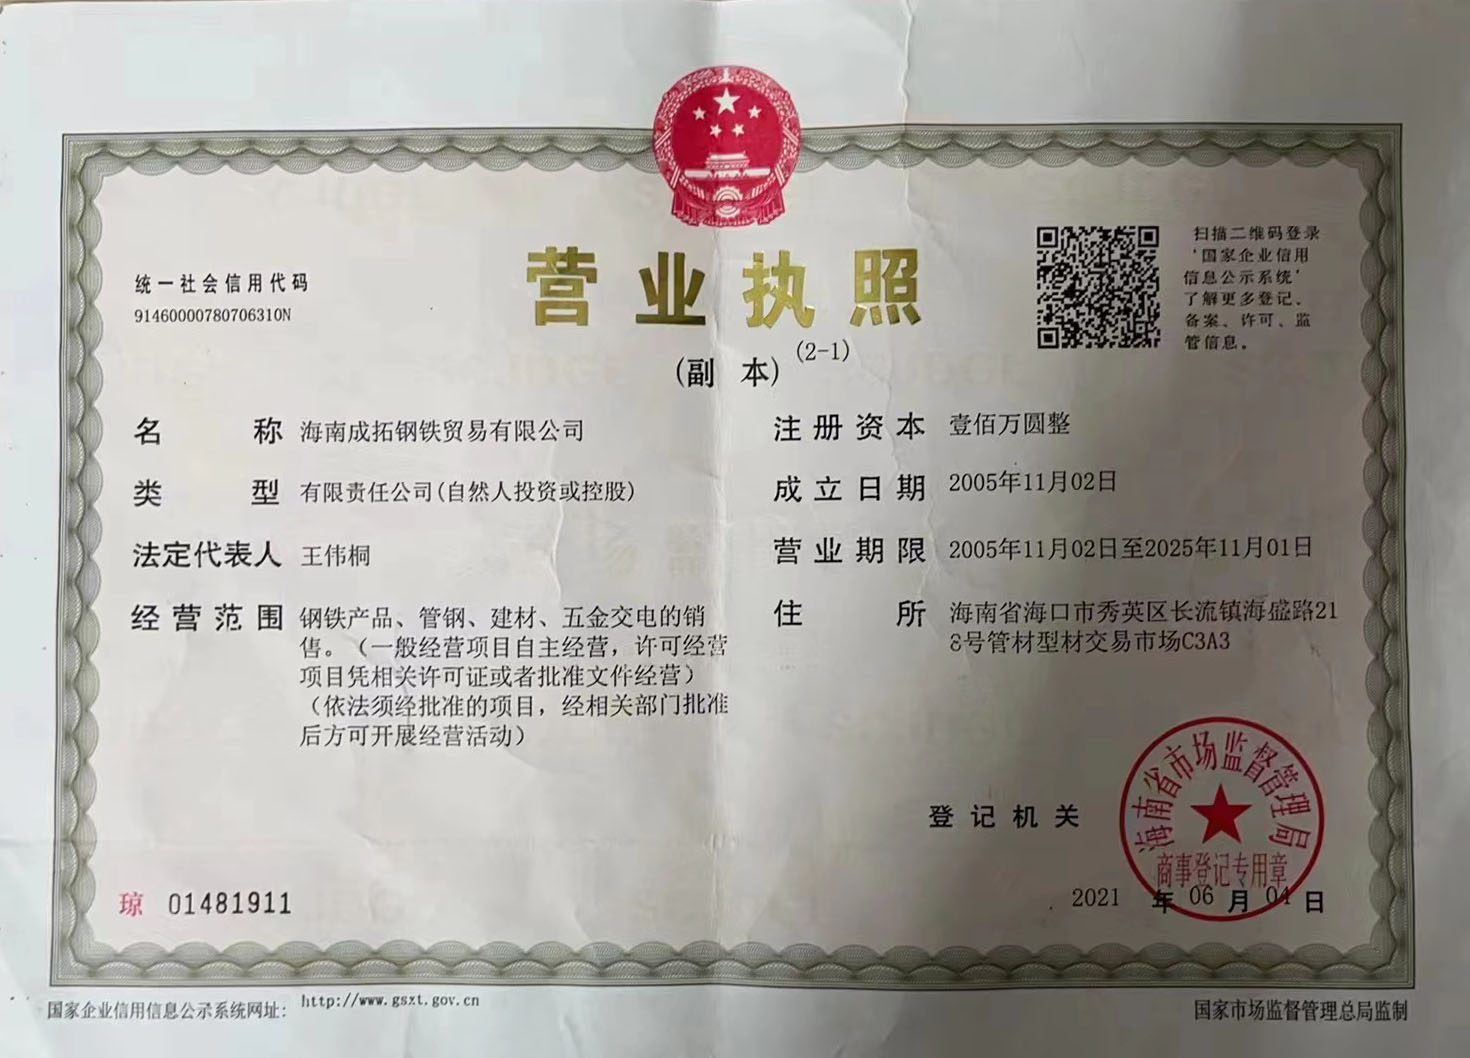 营业执照
(副 本) (2-1)
统一社会信用代码
91460000780706310N
扫描二维码登录
‘国家企业信用
信息公示系统’
了解更多登记、
备案、许可、监
管信息。
名 称 海南成拓钢铁贸易有限公司
类 型 有限责任公司(自然人投资或控股)
法定代表人 王伟桐
经营范围 钢铁产品、管钢、建材、五金交电的销
售。（一般经营项目自主经营，许可经营
项目凭相关许可证或者批准文件经营）
（依法须经批准的项目，经相关部门批准
后方可开展经营活动）
注册资本 壹佰万圆整
成立日期 2005年11月02日
营业期限 2005年11月02日至2025年11月01日
住 所 海南省海口市秀英区长流镇海盛路21
8号管材型材交易市场C3A3
登记机关
海南省市场监督管理局
商事登记专用章
2021 年 06 月 04 日
琼 01481911
国家企业信用信息公示系统网址： http://www.gsxt.gov.cn
国家市场监督管理总局监制